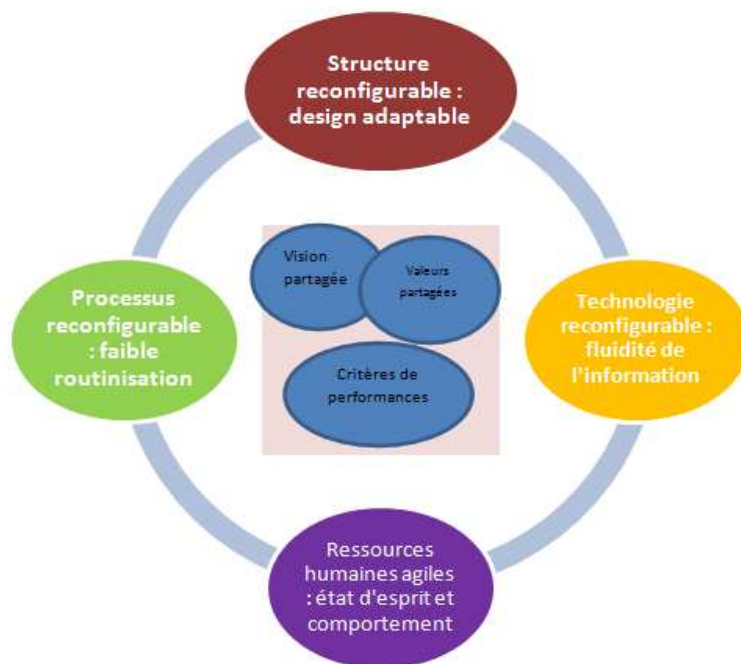 Structure
reconfigurable :
design adaptable
Vision
partagée
Valeurs
partagées
Processus
reconfigurable
: faible
routinisation
Technologie
reconfigurable :
fluidité de
l'information
Critères de
performances
Ressources
humaines agiles
: état d'esprit et
comportement